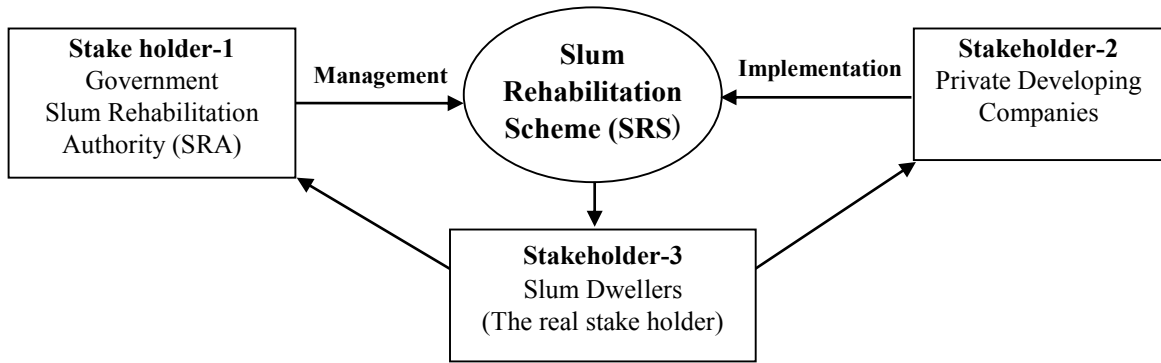 Stake holder-1
Government
Slum Rehabilitation
Authority (SRA)
Management
Slum
Rehabilitation
Scheme (SRS)
Implementation
Stakeholder-2
Private Developing
Companies
Stakeholder-3
Slum Dwellers
(The real stake holder)